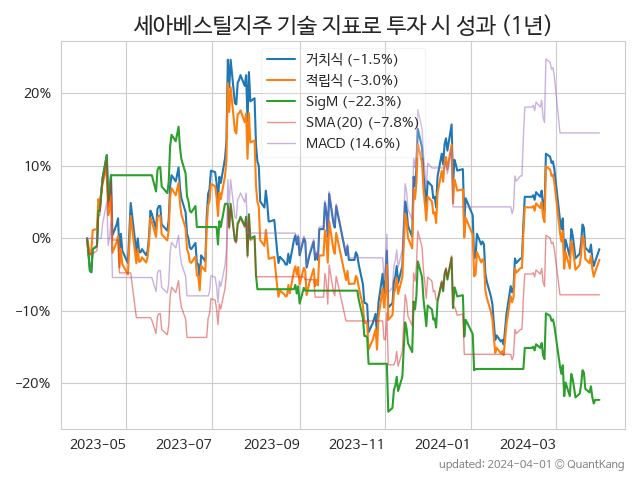 세아베스틸지주 기술 지표로 투자 시 성과 (1년)
거치식 (−1.5%)
적립식 (−3.0%)
SigM (−22.3%)
SMA(20) (−7.8%)
MACD (14.6%)
20%
10%
0%
−10%
−20%
2023-05 2023-07 2023-09 2023-11 2024-01 2024-03
updated: 2024-04-01 © QuantKang